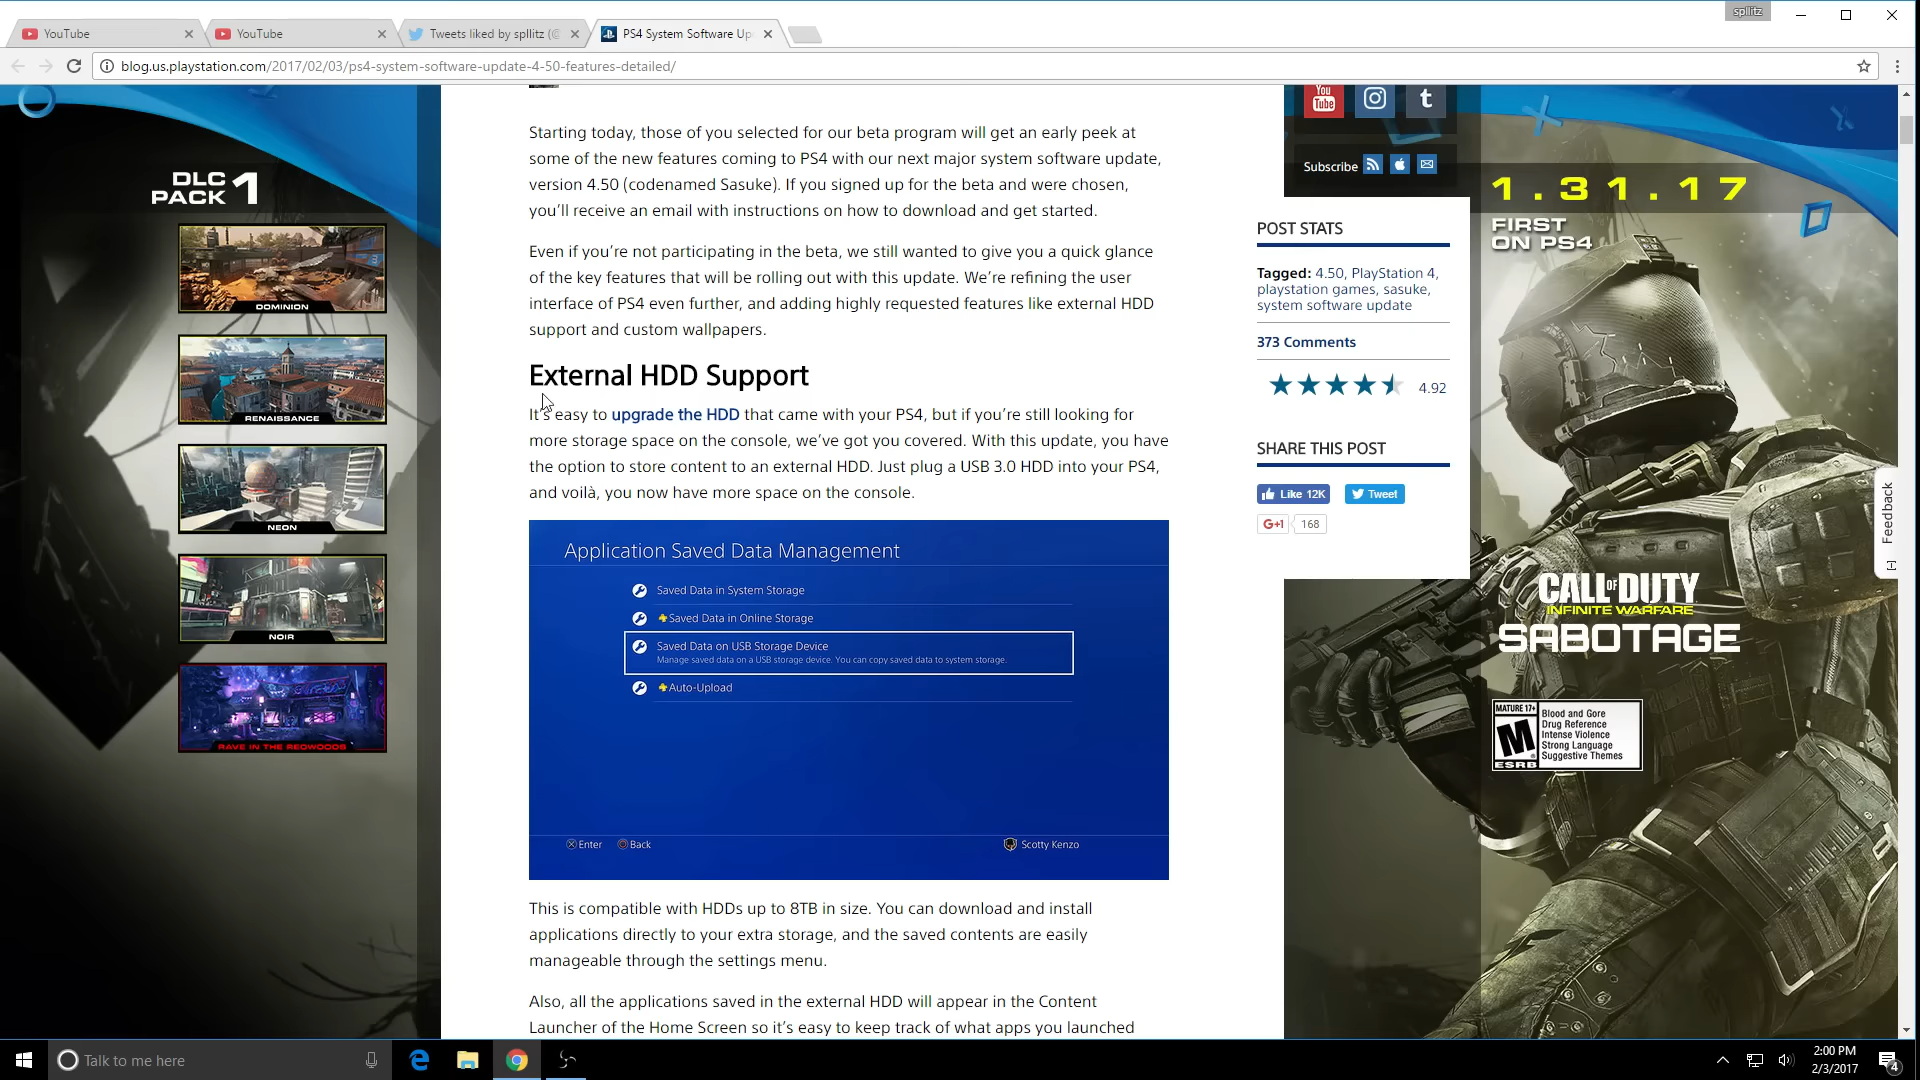 spllitz
YouTube
YouTube
Tweets liked by spllitz (@
PS4 System Software Up
blog.us.playstation.com/2017/02/03/ps4-system-software-update-4-50-features-detailed/
DLC
PACK 1
DOMINION
RENAISSANCE
NEON
NOIR
RAVE IN THE REDWOODS
Starting today, those of you selected for our beta program will get an early peek at
some of the new features coming to PS4 with our next major system software update,
version 4.50 (codenamed Sasuke). If you signed up for the beta and were chosen,
you’ll receive an email with instructions on how to download and get started.
Even if you’re not participating in the beta, we still wanted to give you a quick glance
of the key features that will be rolling out with this update. We’re refining the user
interface of PS4 even further, and adding highly requested features like external HDD
support and custom wallpapers.
External HDD Support
It’s easy to upgrade the HDD that came with your PS4, but if you’re still looking for
more storage space on the console, we’ve got you covered. With this update, you have
the option to store content to an external HDD. Just plug a USB 3.0 HDD into your PS4,
and voilà, you now have more space on the console.
Application Saved Data Management
Saved Data in System Storage
Saved Data in Online Storage
Saved Data on USB Storage Device
Manage saved data on a USB storage device. You can copy saved data to system storage.
Auto-Upload
Enter
Back
Scotty Kenzo
This is compatible with HDDs up to 8TB in size. You can download and install
applications directly to your extra storage, and the saved contents are easily
manageable through the settings menu.
Also, all the applications saved in the external HDD will appear in the Content
Launcher of the Home Screen so it’s easy to keep track of what apps you launched
You
Tube
t
Subscribe
POST STATS
Tagged: 4.50, PlayStation 4,
playstation games, sasuke,
system software update
373 Comments
4.92
SHARE THIS POST
Like 12K
Tweet
G+1
168
1.31.17
FIRST
ON PS4
CALL OF DUTY
INFINITE WARFARE
SABOTAGE
MATURE 17+
M
ESRB
Blood and Gore
Drug Reference
Intense Violence
Strong Language
Suggestive Themes
Feedback
[-]
Talk to me here
2:00 PM
2/3/2017
4